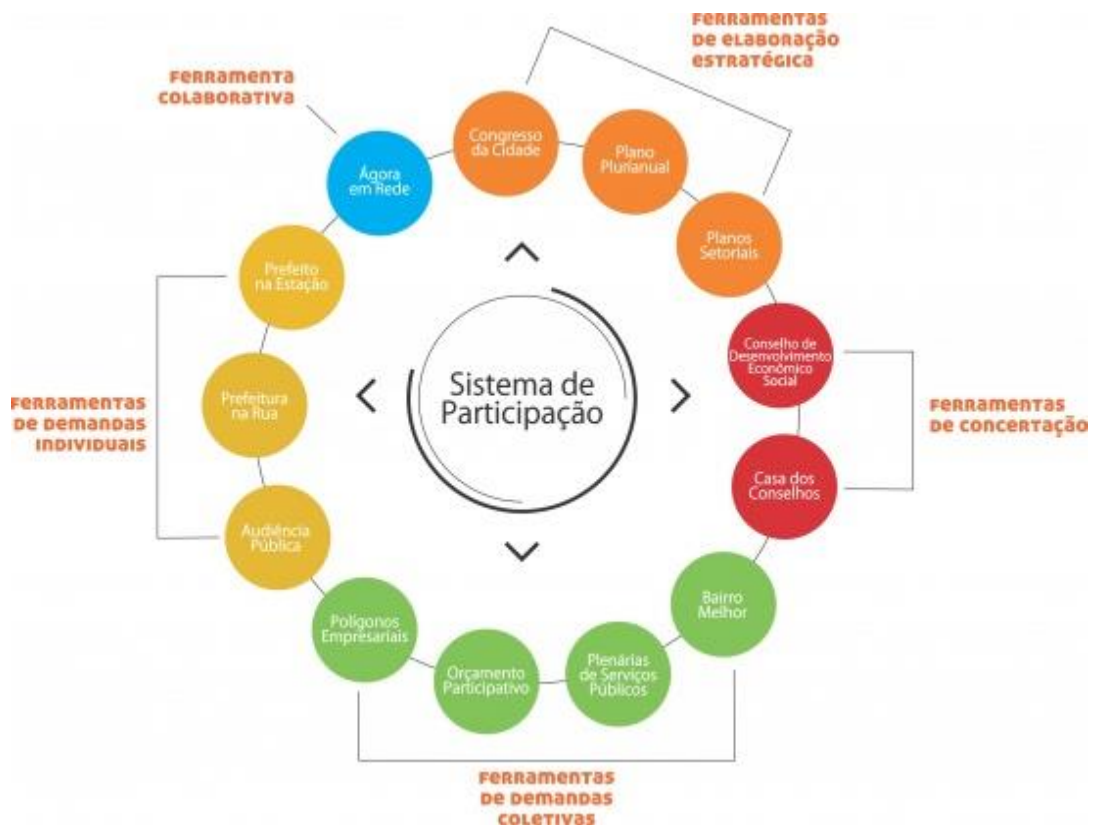 FERRAMENTAS
DE ELABORAÇÃO
ESTRATÉGICA
FERRAMENTA
COLABORATIVA
Congresso
da Cidade
Plano
Plurianual
Ágora
em Rede
Planos
Setoriais
Prefeito
na Estação
Conselho de
Desenvolvimento
Econômico
Social
Sistema de
Participação
Prefeitura
na Rua
FERRAMENTAS
DE DEMANDAS
INDIVIDUAIS
FERRAMENTAS
DE CONCERTAÇÃO
Casa dos
Conselhos
Audiência
Pública
Bairro
Melhor
Polígonos
Empresariais
Orçamento
Participativo
Plenárias
de Serviços
Públicos
FERRAMENTAS
DE DEMANDAS
COLETIVAS